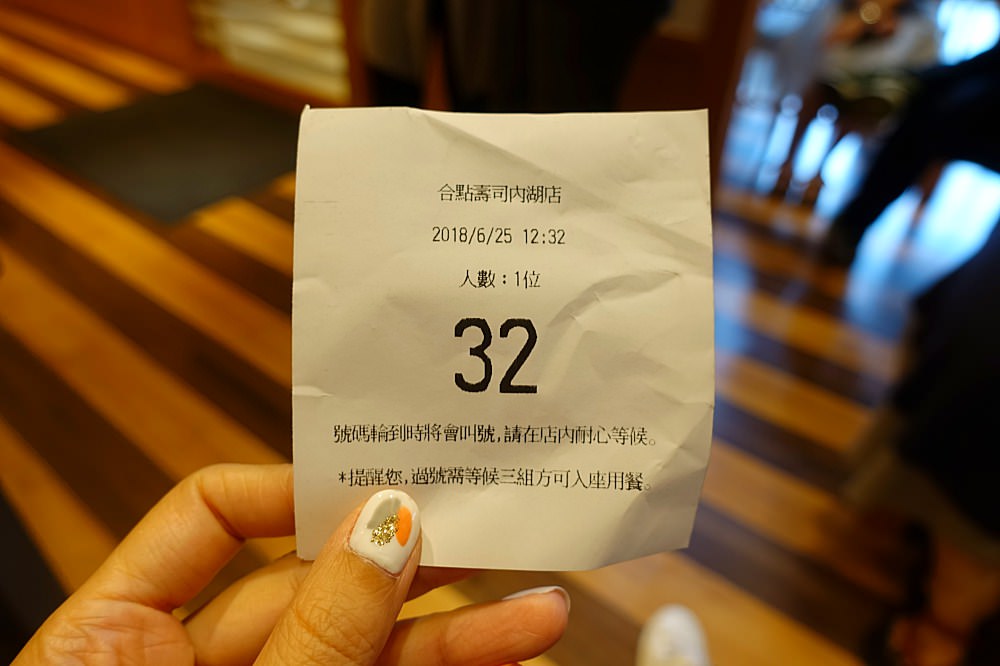 合點壽司內湖店
2018/6/25 12:32
人數：1位
32
號碼輪到時將會叫號,請在店內耐心等候。
*提醒您,過號需等候三組方可入座用餐。